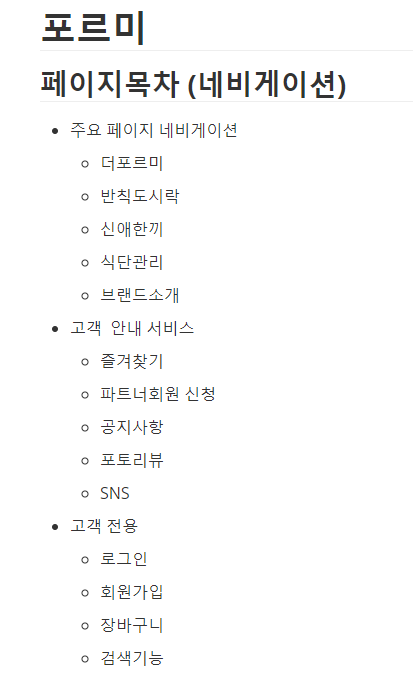 포르미
페이지목차 (네비게이션)
주요 페이지 네비게이션
더포르미
반칙도시락
신애한끼
식단관리
브랜드소개
고객 안내 서비스
즐겨찾기
파트너회원 신청
공지사항
포토리뷰
SNS
고객 전용
로그인
회원가입
장바구니
검색기능